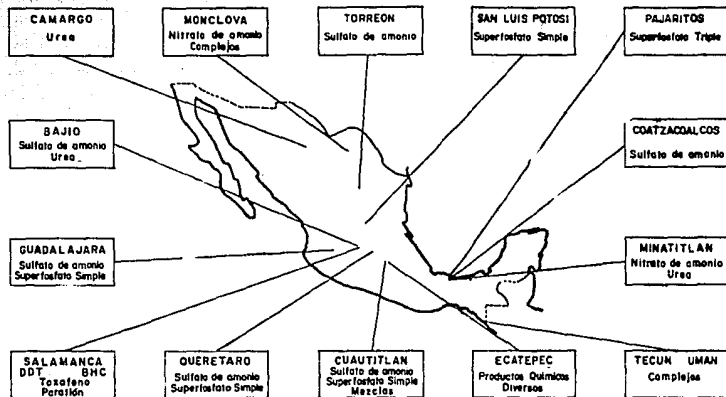 CAMARGO
Urea
MONCLOVA
Nitrato de amonio
Complejos
TORREON
Sulfato de amonio
SAN LUIS POTOSI
Superfosfato Simple
PAJARITOS
Superfosfato Triple
BAJIO
Sulfato de amonio
Urea
COATZACOALCOS
Sulfato de amonio
GUADALAJARA
Sulfato de amonio
Superfosfato Simple
MINATITLAN
Nitrato de amonio
Urea
SALAMANCA
DDT BHC
Toxafeno
Paratión
QUERETARO
Sulfato de amonio
Superfosfato Simple
CUAUTITLAN
Sulfato de amonio
Superfosfato Simple
Mezclas
ECATEPEC
Productos Quimicos
Diversos
TECUN UMAN
Complejos